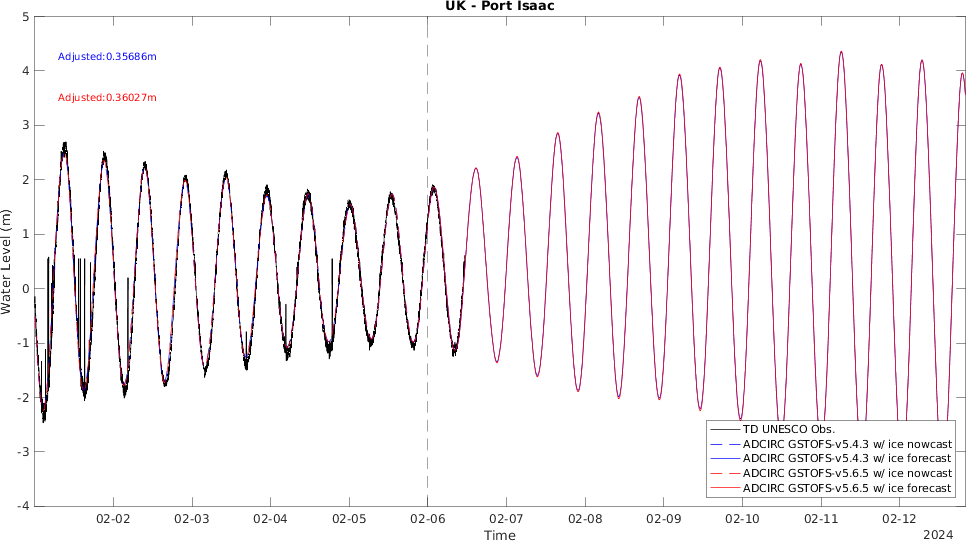 UK - Port Isaac
Adjusted:0.35686m
Adjusted:0.36027m
5
4
3
2
1
0
-1
-2
-3
-4
Water Level (m)
TD UNESCO Obs.
ADCIRC GSTOFS-v5.4.3 w/ ice nowcast
ADCIRC GSTOFS-v5.4.3 w/ ice forecast
ADCIRC GSTOFS-v5.6.5 w/ ice nowcast
ADCIRC GSTOFS-v5.6.5 w/ ice forecast
02-02 02-03 02-04 02-05 02-06 02-07 02-08 02-09 02-10 02-11 02-12
Time
2024